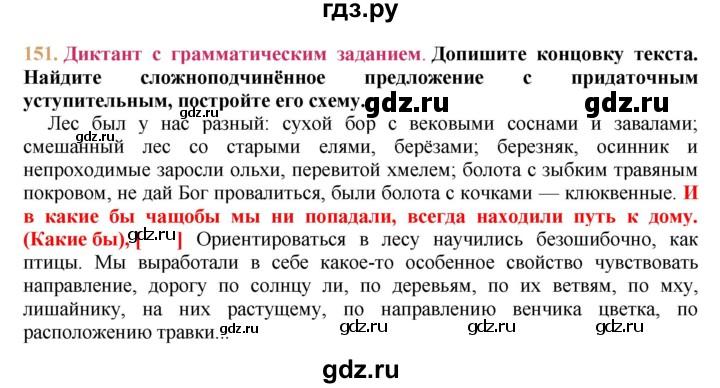 гдз.ру
151. Диктант с грамматическим заданием. Допишите концовку текста.
Найдите сложноподчинённое предложение с придаточным
уступительным, постройте его схему.
gdz.ru gdz.ru
Лес был у нас разный: сухой бор с вековыми соснами и завалами;
смешанный лес со старыми елями, берёзами; березняк, осинник и
непроходимые заросли ольхи, перевитой хмелем; болота с зыбким травяным
покровом, не дай Бог провалиться, были болота с кочками — клюквенные. И
в какие бы чащобы мы ни попадали, всегда находили путь к дому.
(Какие бы), [ ] Ориентироваться в лесу научились безошибочно, как
птицы. Мы выработали в себе какое-то особенное свойство чувствовать
направление, дорогу по солнцу ли, по деревьям, по их ветвям, по мху,
лишайнику, на них растущему, по направлению венчика цветка, по
расположению травки...
gdz.ru gdz.ru gdz.ru
gdz.ru